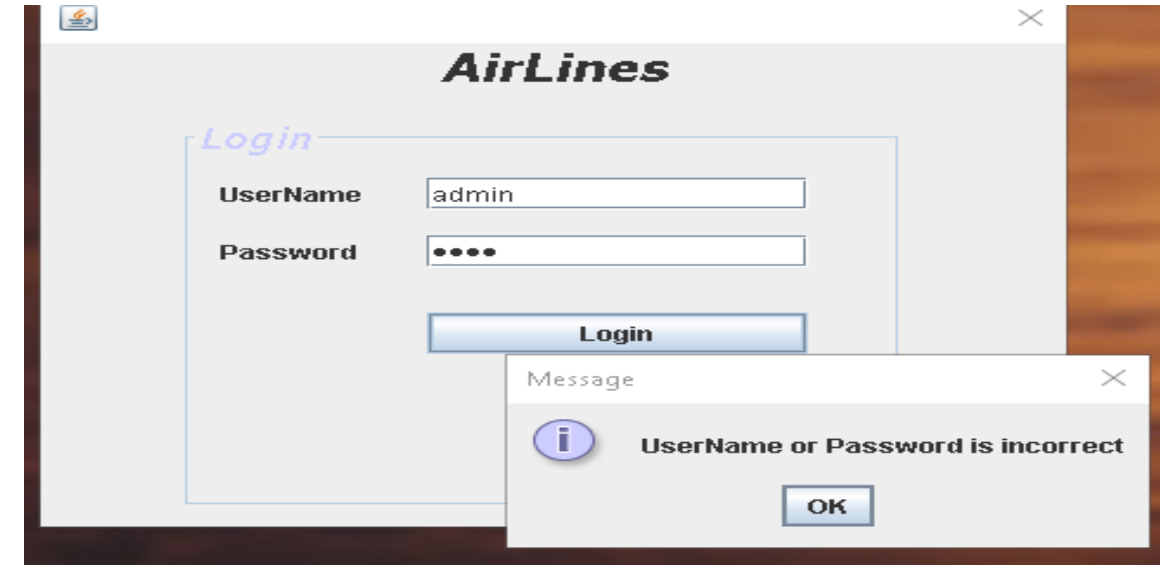 AirLines
Login
UserName admin
Password ••••
Login
Message
i UserName or Password is incorrect
OK